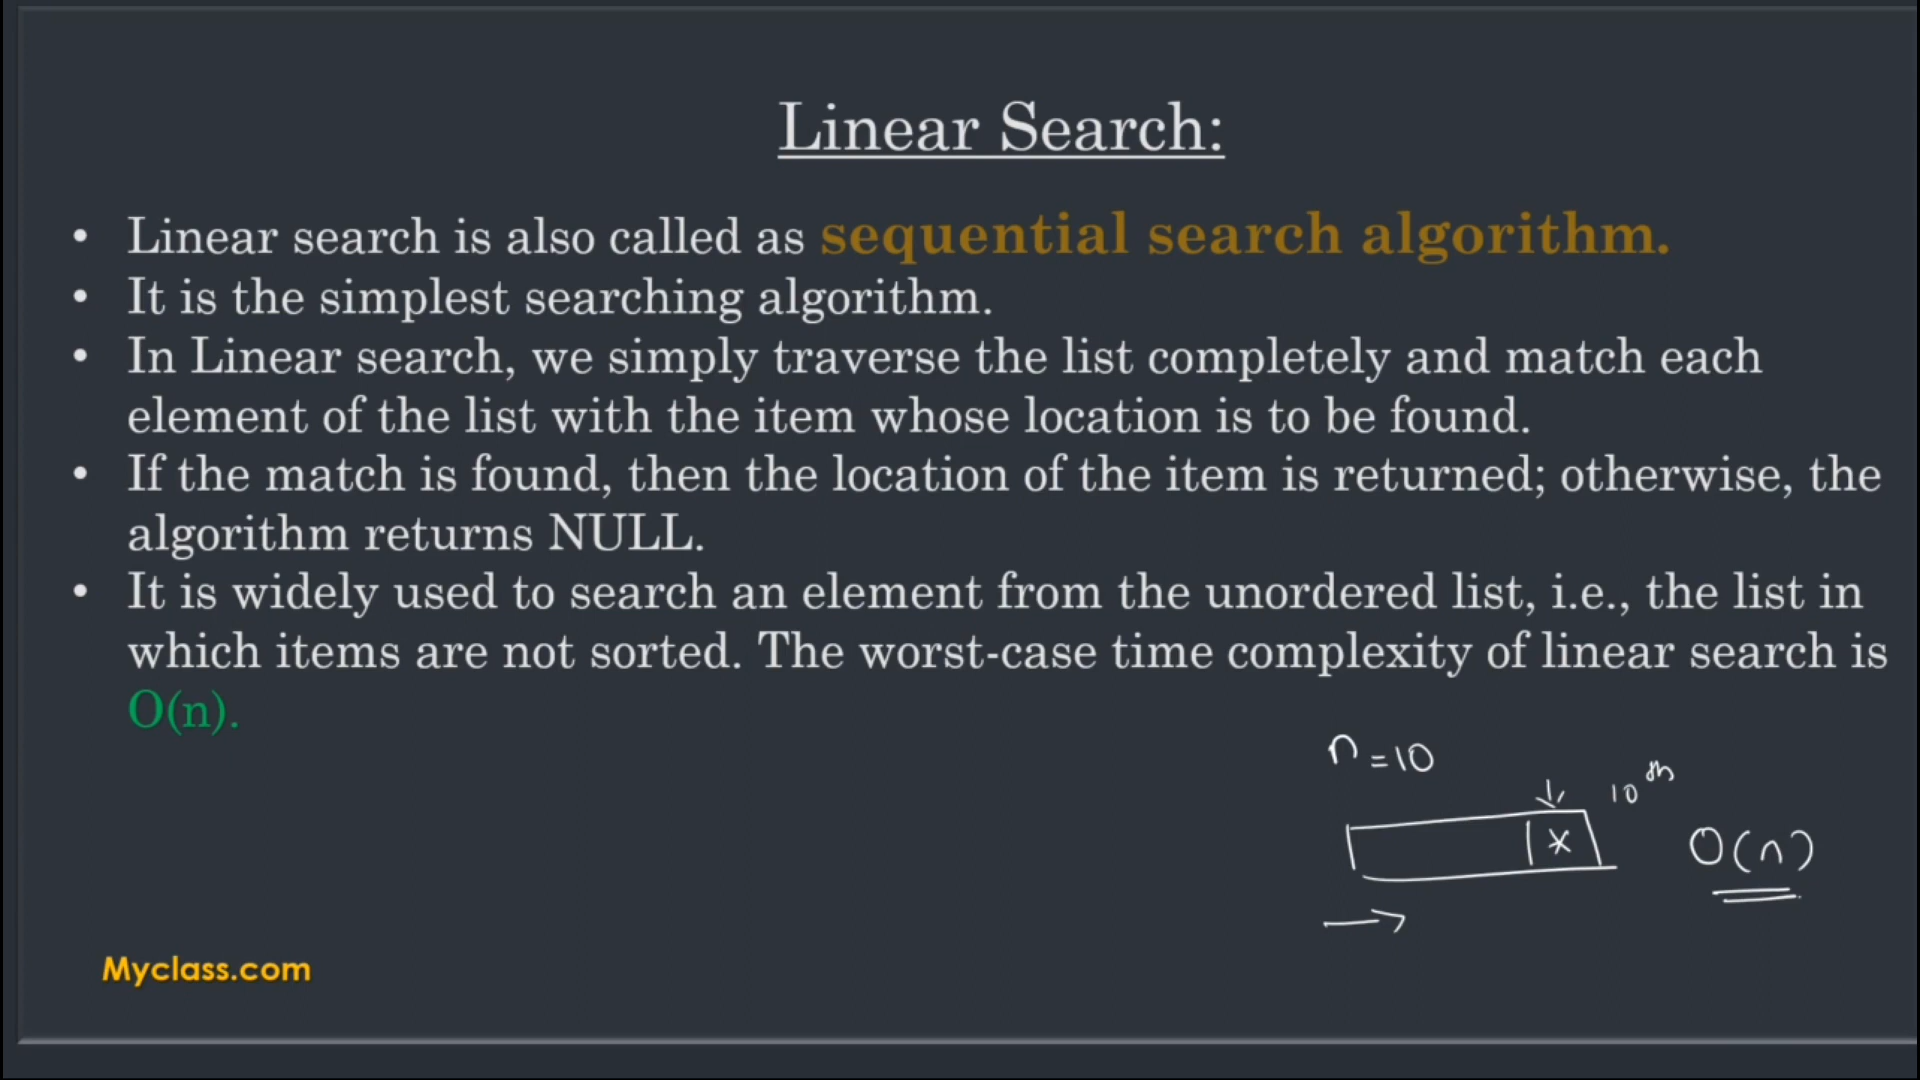 Linear Search:
• Linear search is also called as sequential search algorithm.
• It is the simplest searching algorithm.
• In Linear search, we simply traverse the list completely and match each
element of the list with the item whose location is to be found.
• If the match is found, then the location of the item is returned; otherwise, the
algorithm returns NULL.
• It is widely used to search an element from the unordered list, i.e., the list in
which items are not sorted. The worst-case time complexity of linear search is
O(n).
n = 10
10th
x
O(n)
Myclass.com